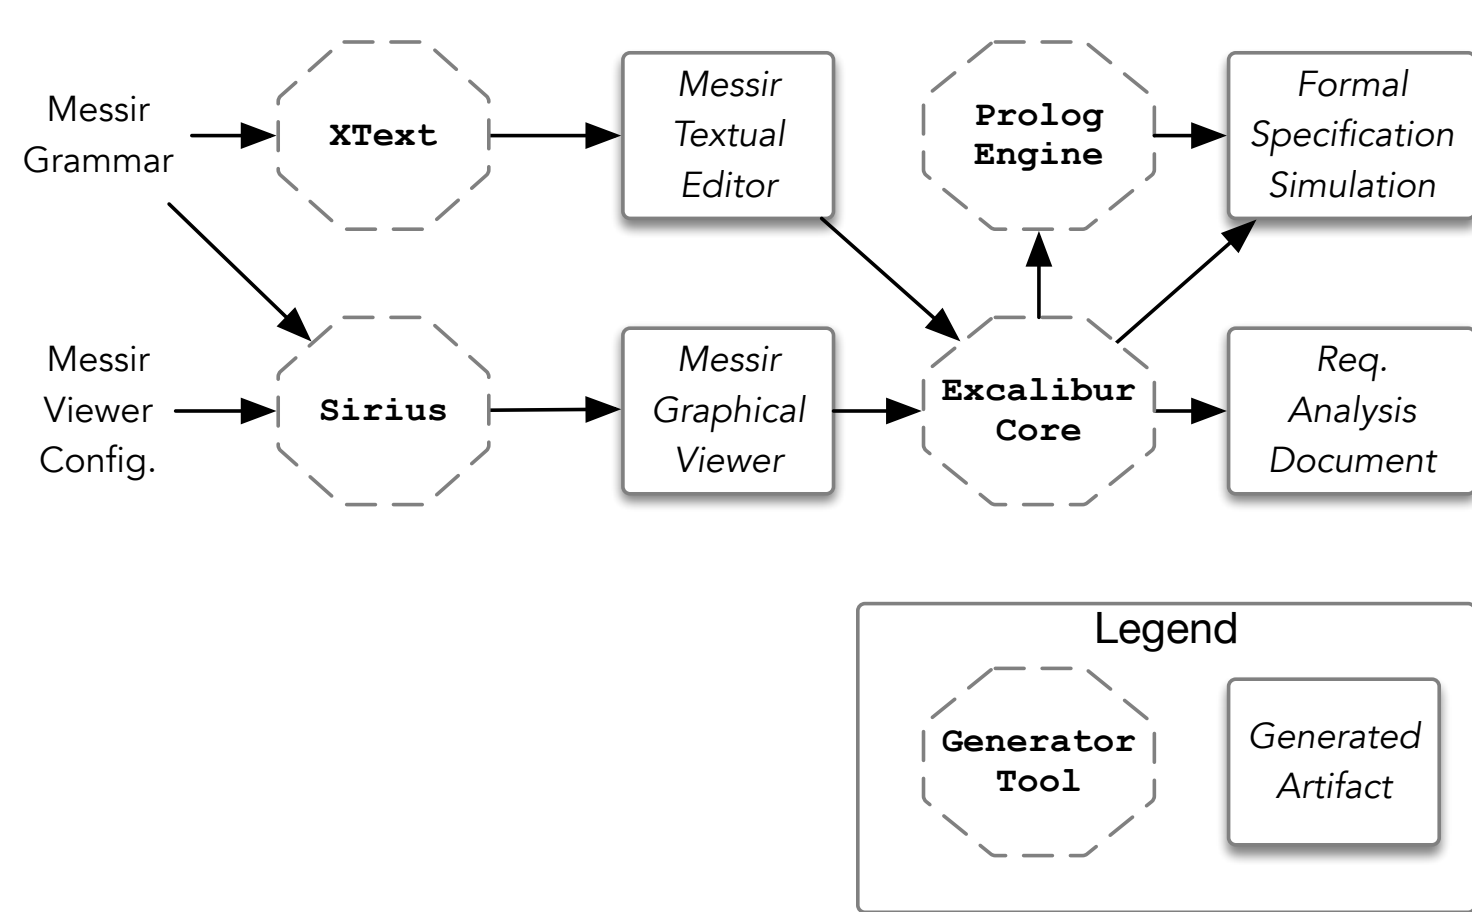 Messir
Grammar
XText
Messir
Textual
Editor
Prolog
Engine
Formal
Specification
Simulation
Messir
Viewer
Config.
Sirius
Messir
Graphical
Viewer
Excalibur
Core
Req.
Analysis
Document
Legend
Generator
Tool
Generated
Artifact